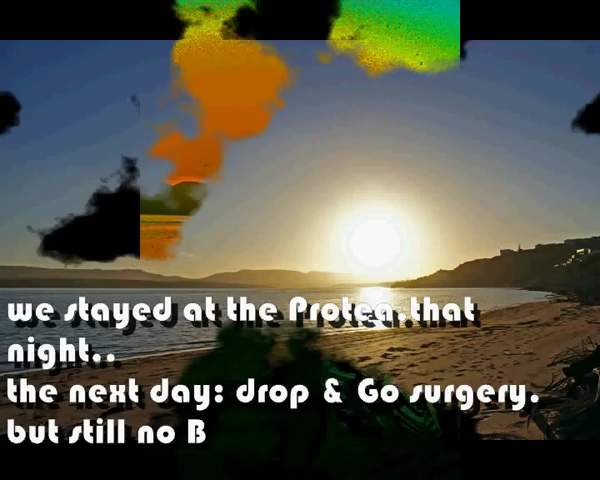 we stayed at the Protea.that
night..
the next day: drop & Go surgery.
but still no B